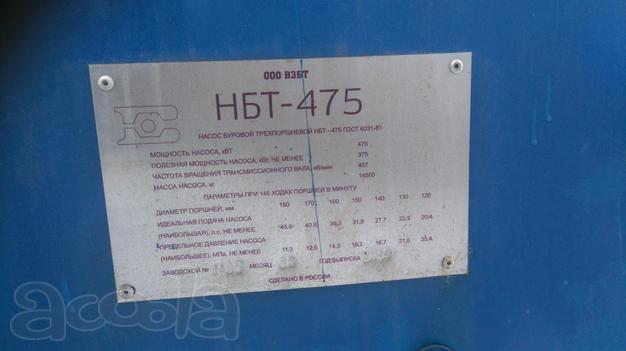 ООО ВЗБТ
НБТ-475
НАСОС БУРОВОЙ ТРЕХПОРШНЕВОЙ НБТ - 475 ГОСТ 6031-81
МОЩНОСТЬ НАСОСА, кВТ 475
ПОЛЕЗНАЯ МОЩНОСТЬ НАСОСА, кВт, НЕ МЕНЕЕ 375
ЧАСТОТА ВРАЩЕНИЯ ТРАНСМИССИОННОГО ВАЛА, об/мин 457
МАССА НАСОСА, кг 14500
ПАРАМЕТРЫ ПРИ 145 ХОДАХ ПОРШНЕЙ В МИНУТУ
ДИАМЕТР ПОРШНЕЙ, мм 180 170 160 150 140 130 120
ИДЕАЛЬНАЯ ПОДАЧА НАСОСА
(НАИБОЛЬШАЯ), л.с, НЕ МЕНЕЕ 45,8 40,8 36,2 31,8 27,7 23,9 20,4
ПРЕДЕЛЬНОЕ ДАВЛЕНИЕ НАСОСА
(НАИБОЛЬШЕЕ), МПа, НЕ МЕНЕЕ 11,3 12,6 14,3 16,2 18,7 21,6 25,4
ЗАВОДСКОЙ № МЕСЯЦ ГОД ВЫПУСКА
СДЕЛАНО В РОССИИ
accola